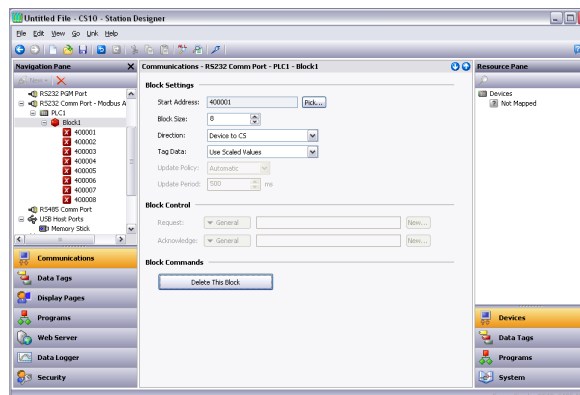 Untitled File - CS10 - Station Designer
File Edit View Go Link Help
Navigation Pane
New
RS232 PGM Port
RS232 Comm Port - Modbus A
PLC1
Block1
400001
400002
400003
400004
400005
400006
400007
400008
RS485 Comm Port
USB Host Ports
Memory Stick
Communications
Data Tags
Display Pages
Programs
Web Server
Data Logger
Security
Communications - RS232 Comm Port - PLC1 - Block1
Block Settings
Start Address: 400001 Pick...
Block Size: 8
Direction: Device to CS
Tag Data: Use Scaled Values
Update Policy: Automatic
Update Period: 500 ms
Block Control
Request: General New...
Acknowledge: General New...
Block Commands
Delete This Block
Resource Pane
Devices
Not Mapped
Devices
Data Tags
Programs
System